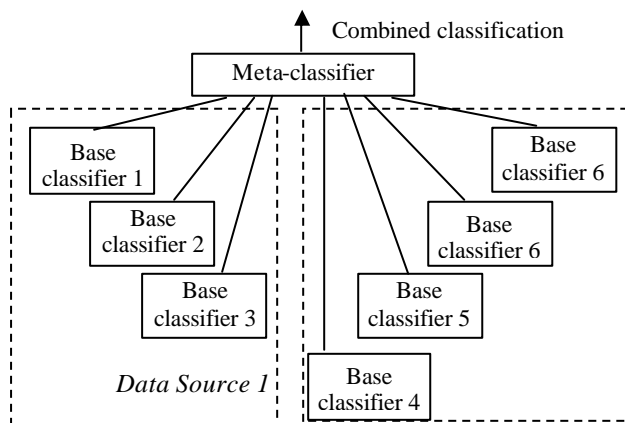 Combined classification
Meta-classifier
Base
classifier 1
Base
classifier 2
Base
classifier 3
Data Source 1
Base
classifier 6
Base
classifier 6
Base
classifier 5
Base
classifier 4